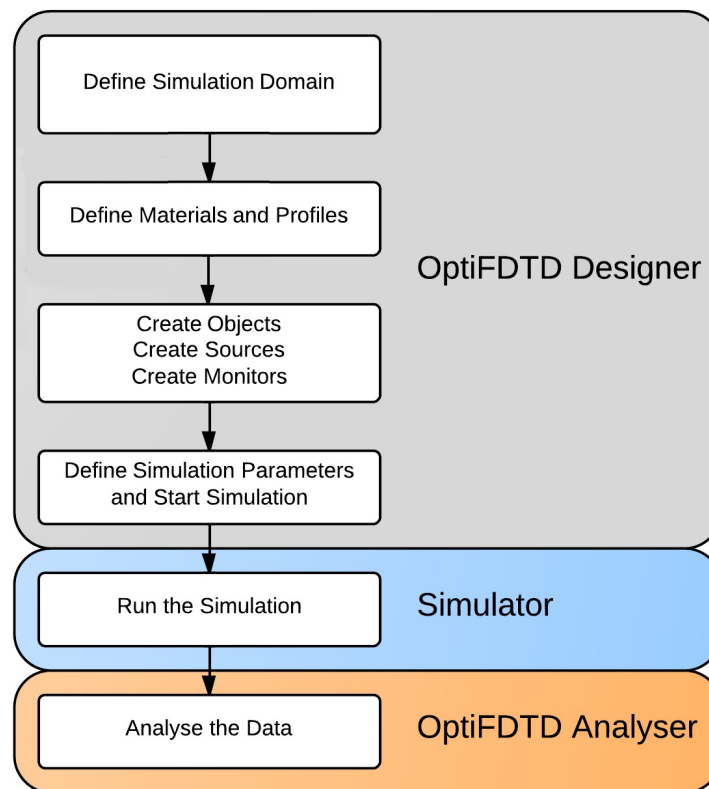 Define Simulation Domain
Define Materials and Profiles
OptiFDTD Designer
Create Objects
Create Sources
Create Monitors
Define Simulation Parameters
and Start Simulation
Run the Simulation
Simulator
Analyse the Data
OptiFDTD Analyser